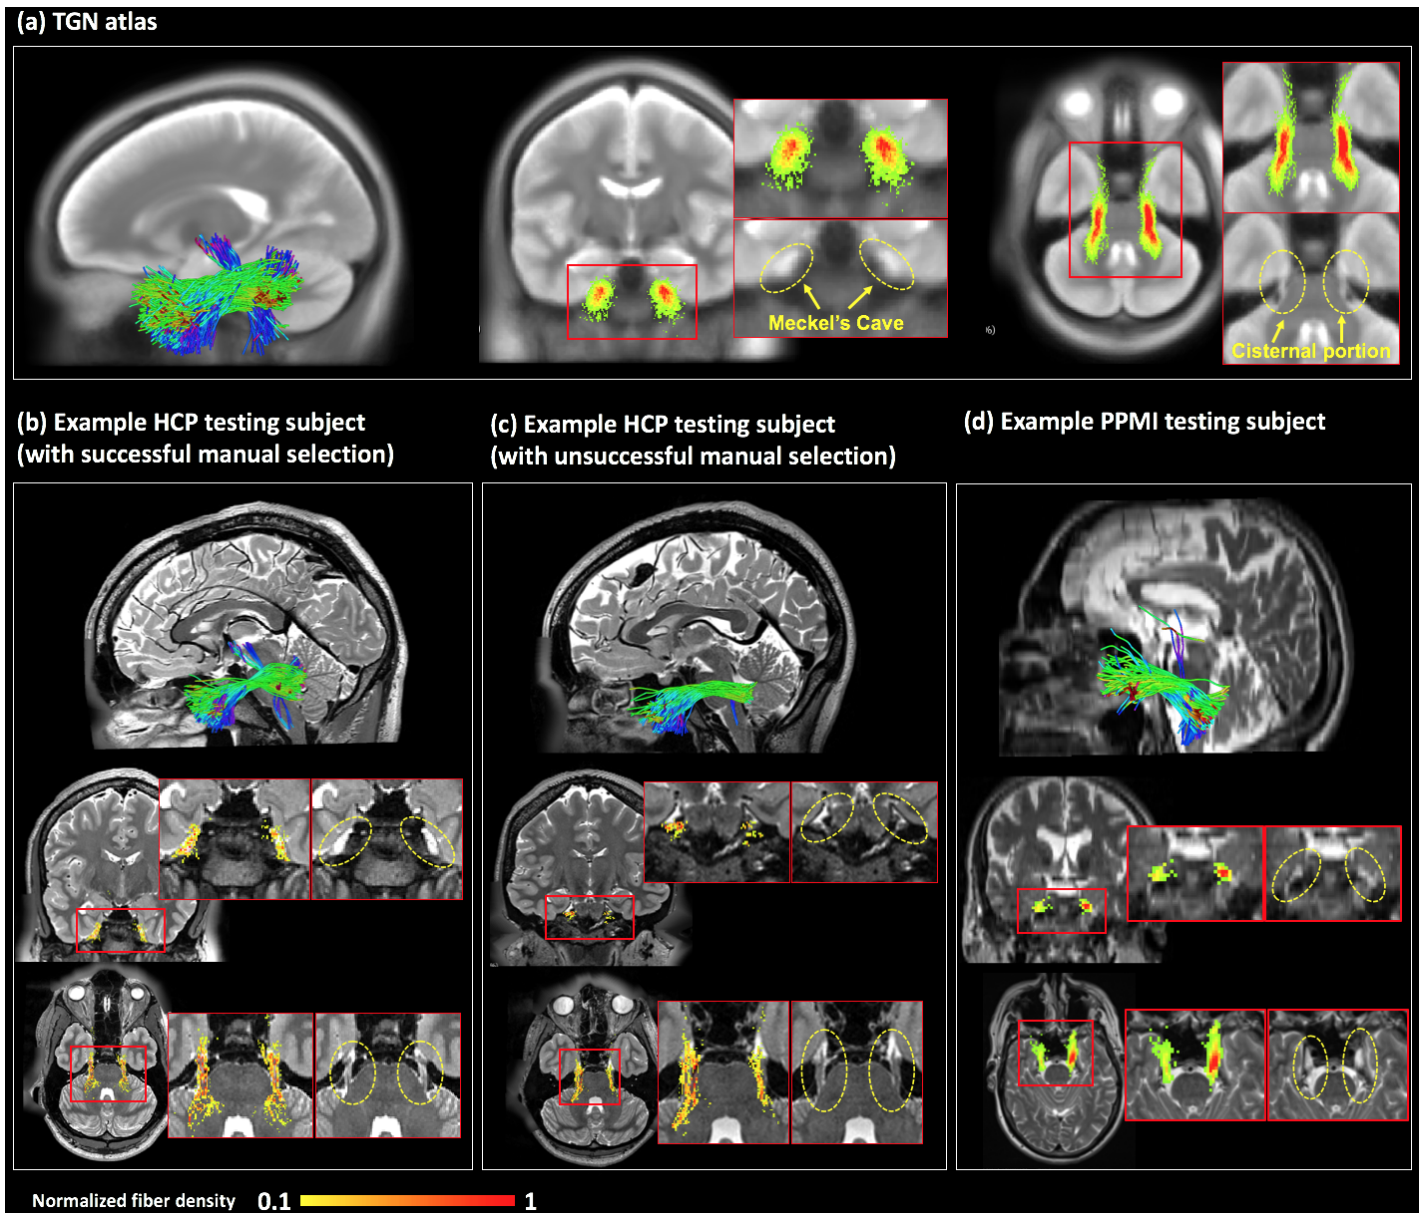 (a) TGN atlas
Meckel's Cave
%)
Cisternal portion
(b) Example HCP testing subject
(with successful manual selection)
(c) Example HCP testing subject
(with unsuccessful manual selection)
(d) Example PPMI testing subject
Normalized fiber density 0.1 1